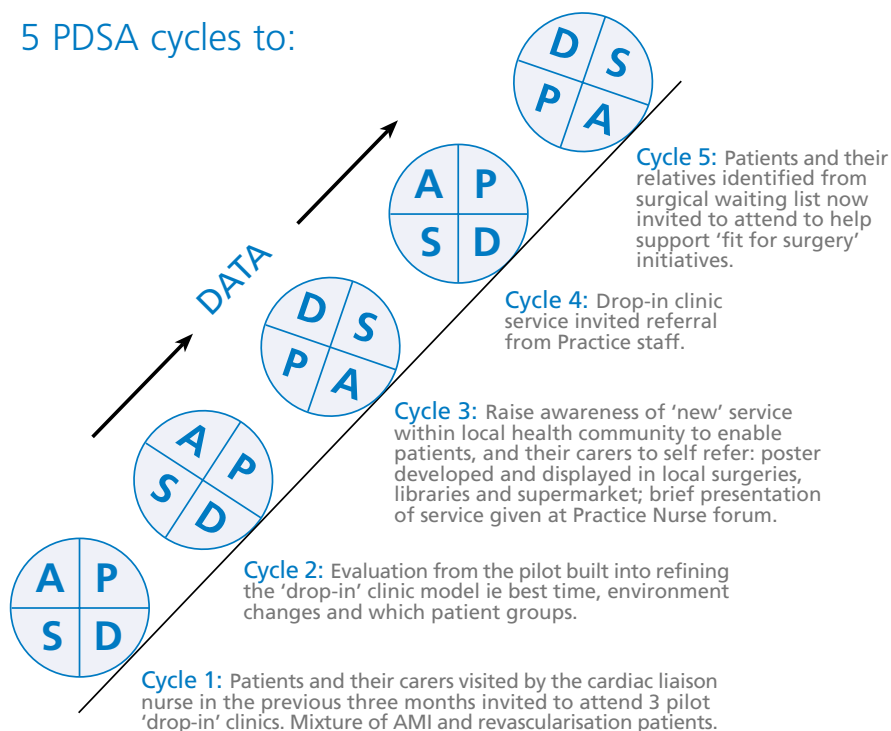 5 PDSA cycles to:
D S
P A
Cycle 5: Patients and their
relatives identified from
surgical waiting list now
invited to attend to help
support ‘fit for surgery’
initiatives.
A P
S D
Cycle 4: Drop-in clinic
service invited referral
from Practice staff.
DATA
D S
P A
Cycle 3: Raise awareness of ‘new’ service
within local health community to enable
patients, and their carers to self refer: poster
developed and displayed in local surgeries,
libraries and supermarket; brief presentation
of service given at Practice Nurse forum.
A P
S D
Cycle 2: Evaluation from the pilot built into refining
the ‘drop-in’ clinic model ie best time, environment
changes and which patient groups.
A P
S D
Cycle 1: Patients and their carers visited by the cardiac liaison
nurse in the previous three months invited to attend 3 pilot
‘drop-in’ clinics. Mixture of AMI and revascularisation patients.